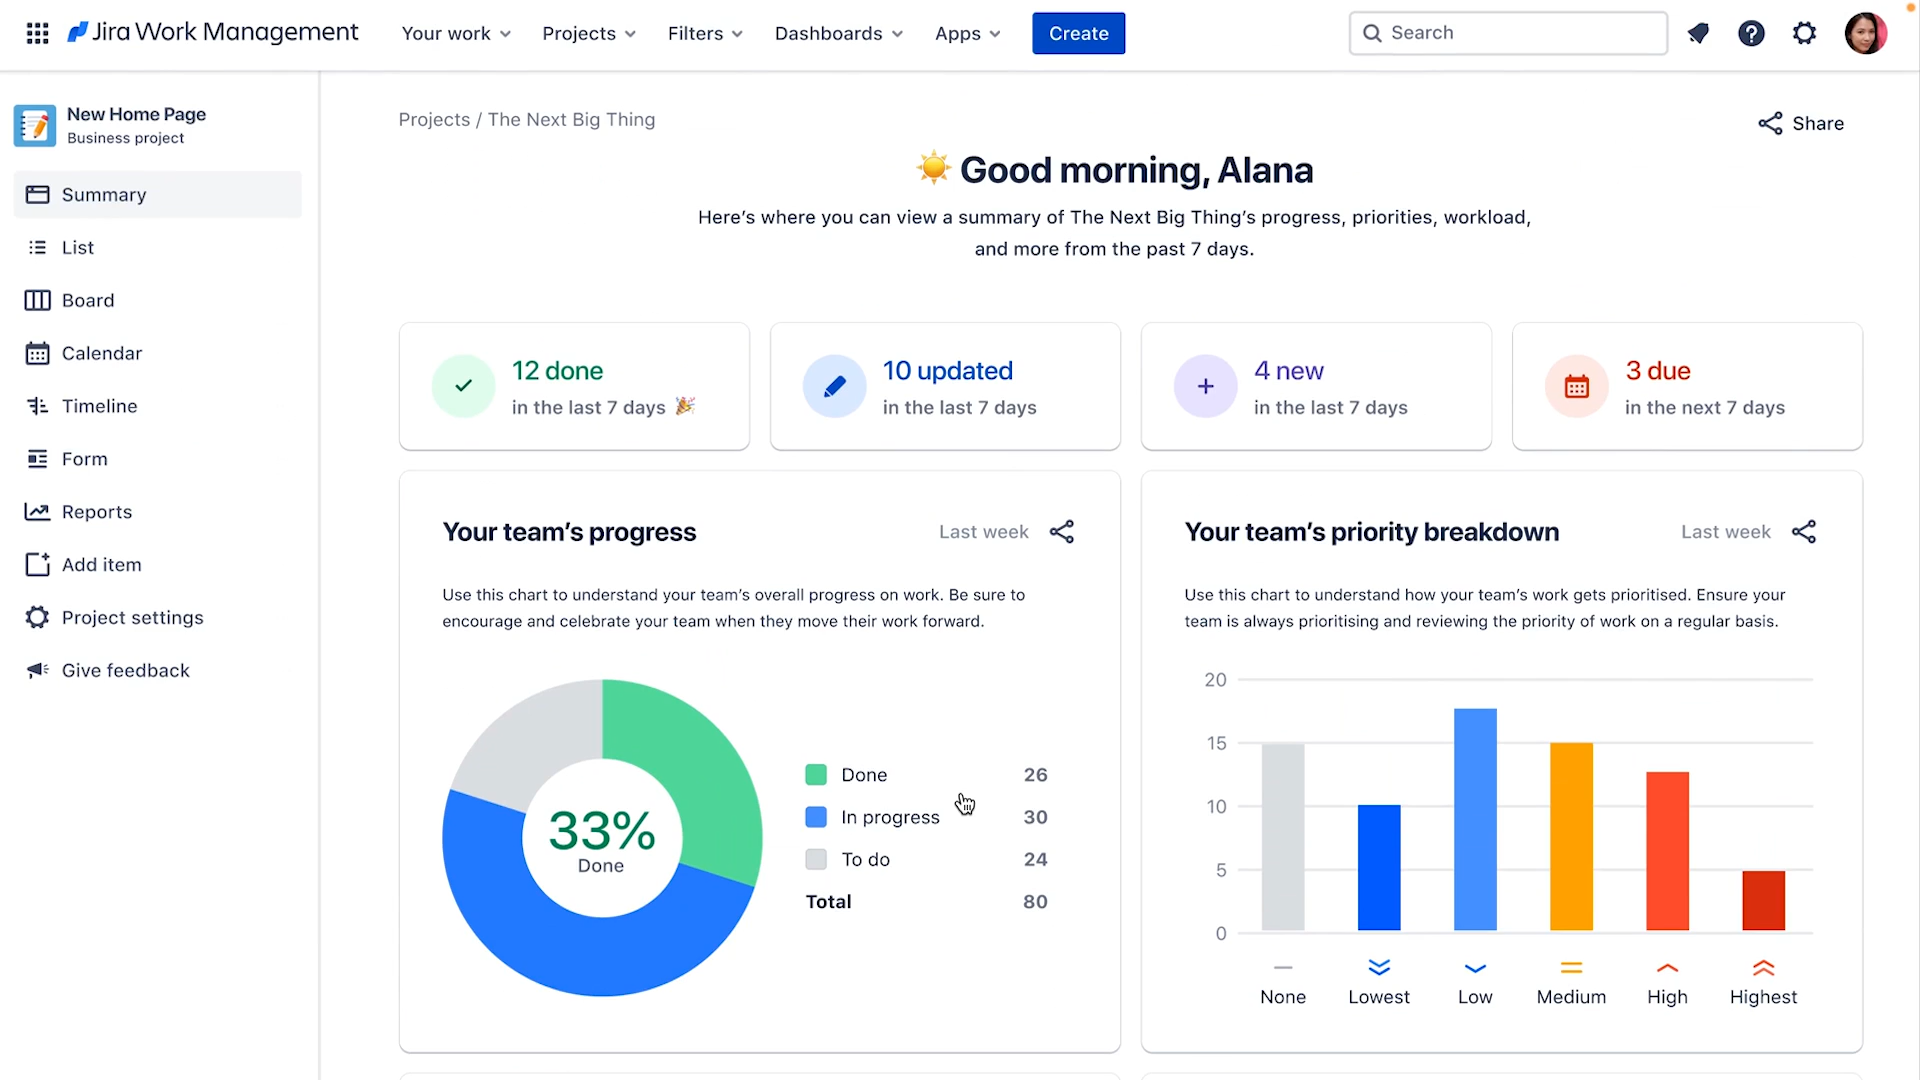 Jira Work Management
Your work
Projects
Filters
Dashboards
Apps
Create
Search
New Home Page
Business project
Summary
List
Board
Calendar
Timeline
Form
Reports
Add item
Project settings
Give feedback
Projects / The Next Big Thing
Share
Good morning, Alana
Here’s where you can view a summary of The Next Big Thing’s progress, priorities, workload,
and more from the past 7 days.
12 done
in the last 7 days
10 updated
in the last 7 days
4 new
in the last 7 days
3 due
in the next 7 days
Your team’s progress
Last week
Use this chart to understand your team’s overall progress on work. Be sure to
encourage and celebrate your team when they move their work forward.
33%
Done
Done 26
In progress 30
To do 24
Total 80
Your team’s priority breakdown
Last week
Use this chart to understand how your team’s work gets prioritised. Ensure your
team is always prioritising and reviewing the priority of work on a regular basis.
20
15
10
5
0
None Lowest Low Medium High Highest